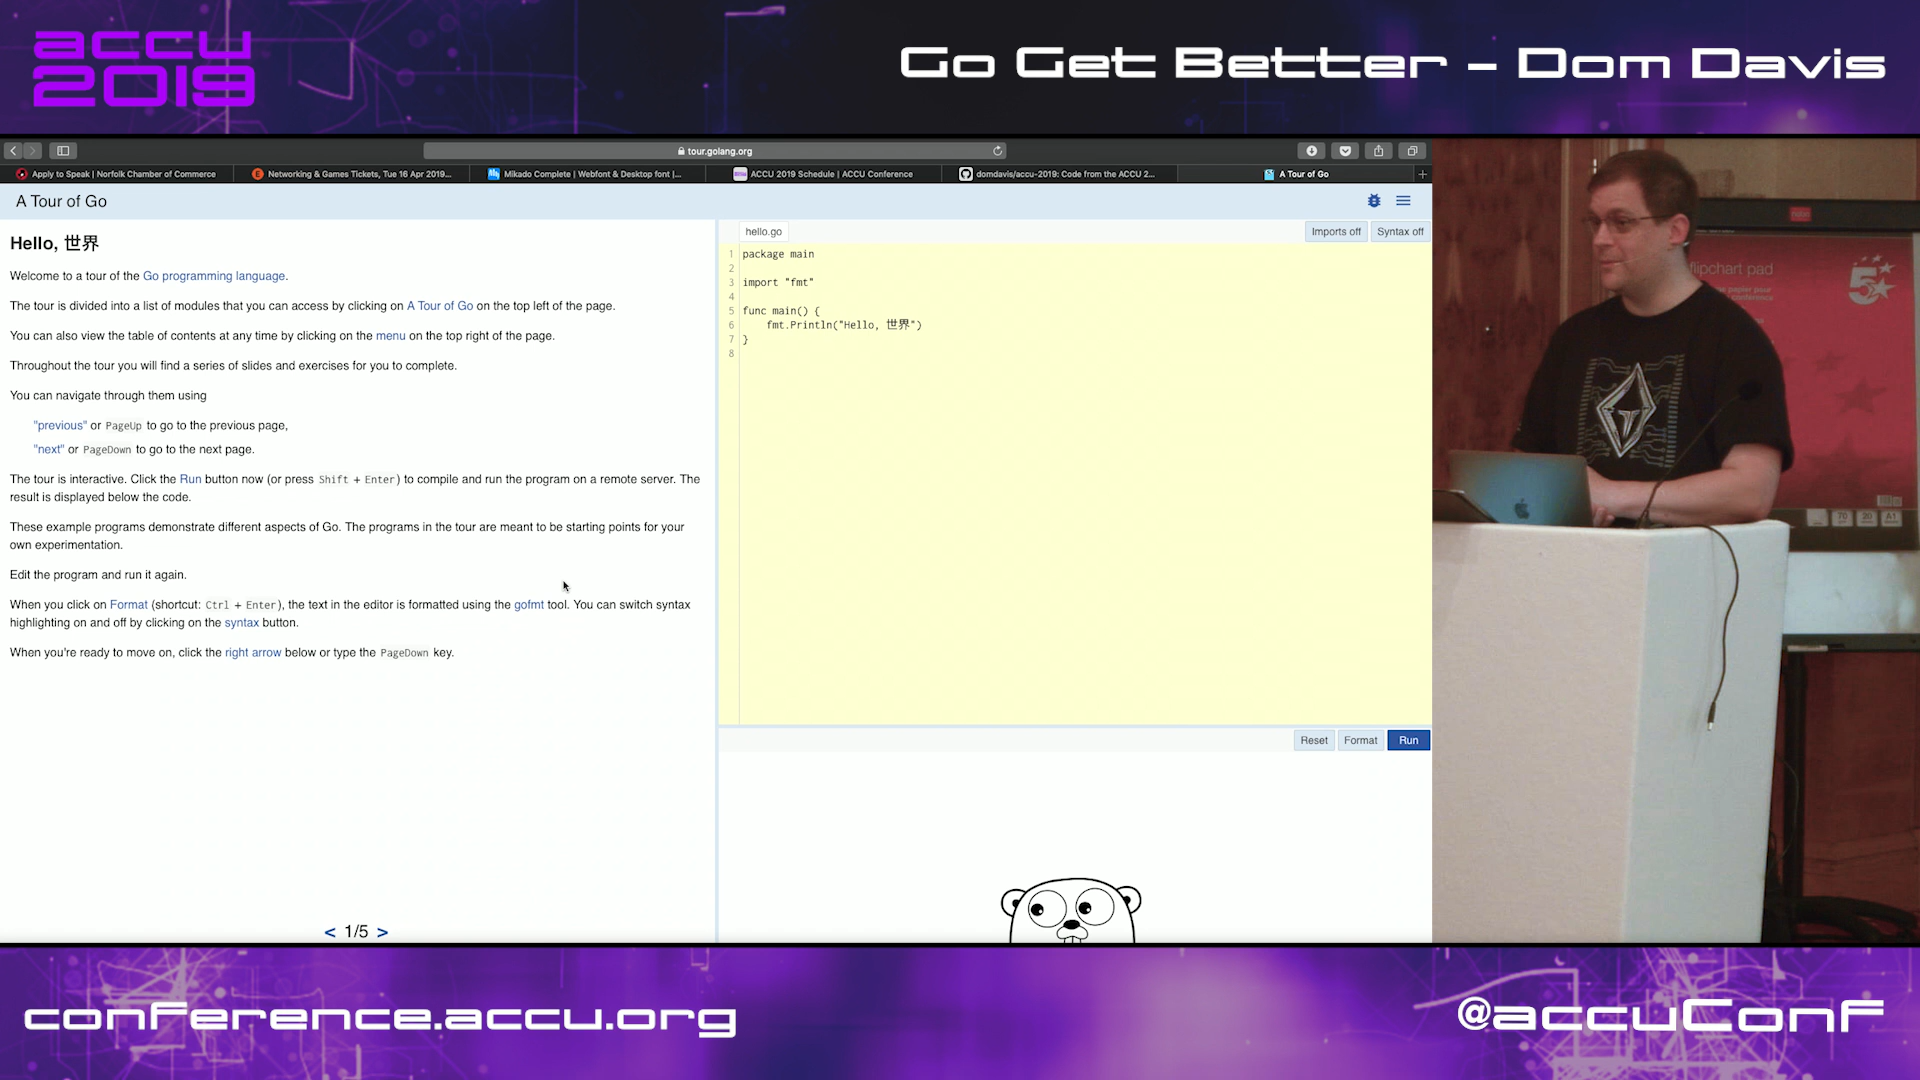 accu
2019
Go Get Better – Dom Davis
tour.golang.org
Apply to Speak | Norfolk Chamber of Commerce
Networking & Games Tickets, Tue 16 Apr 2019...
Mikado Complete | Webfont & Desktop font |...
ACCU 2019 Schedule | ACCU Conference
domdavis/accu-2019: Code from the ACCU 2...
A Tour of Go
A Tour of Go
Hello, 世界
Welcome to a tour of the Go programming language.
The tour is divided into a list of modules that you can access by clicking on A Tour of Go on the top left of the page.
You can also view the table of contents at any time by clicking on the menu on the top right of the page.
Throughout the tour you will find a series of slides and exercises for you to complete.
You can navigate through them using
"previous" or PageUp to go to the previous page,
"next" or PageDown to go to the next page.
The tour is interactive. Click the Run button now (or press Shift + Enter) to compile and run the program on a remote server. The
result is displayed below the code.
These example programs demonstrate different aspects of Go. The programs in the tour are meant to be starting points for your
own experimentation.
Edit the program and run it again.
When you click on Format (shortcut: Ctrl + Enter), the text in the editor is formatted using the gofmt tool. You can switch syntax
highlighting on and off by clicking on the syntax button.
When you're ready to move on, click the right arrow below or type the PageDown key.
< 1/5 >
hello.go
Imports off
Syntax off
1 package main
2
3 import "fmt"
4
5 func main() {
6 fmt.Println("Hello, 世界")
7 }
8
Reset
Format
Run
flipchart pad
5
70 20 A1
conference.accu.org
@accuConf